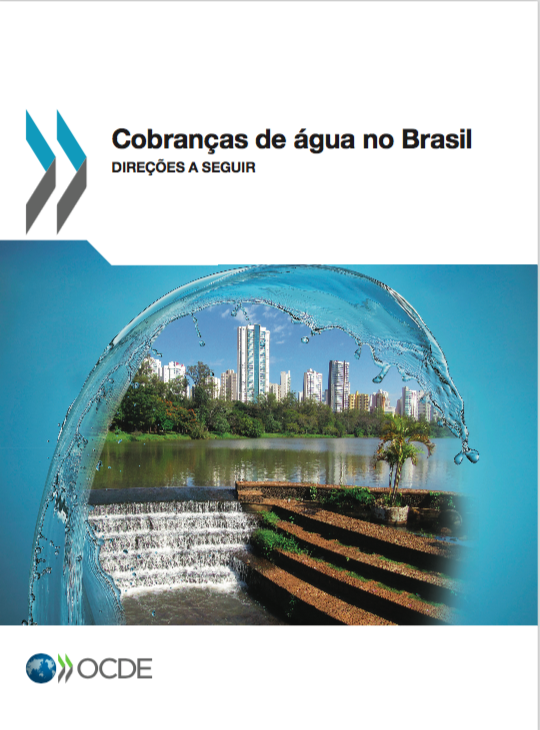 Cobranças de água no Brasil
DIREÇÕES A SEGUIR
OCDE